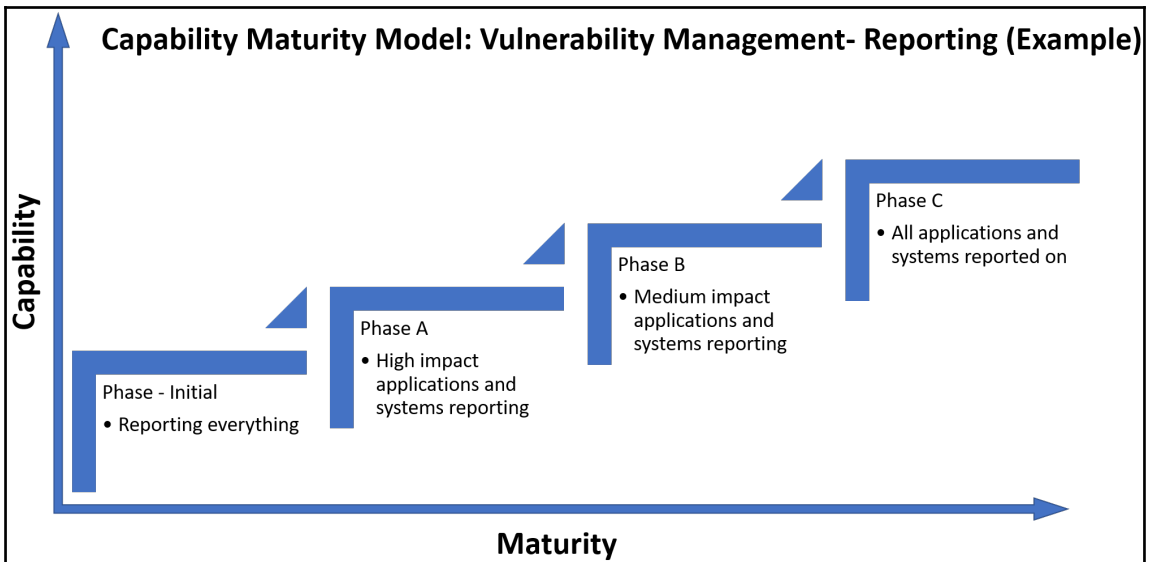 Capability Maturity Model: Vulnerability Management- Reporting (Example)
Capability
Phase - Initial
• Reporting everything
Phase A
• High impact
applications and
systems reporting
Phase B
• Medium impact
applications and
systems reporting
Phase C
• All applications and
systems reported on
Maturity